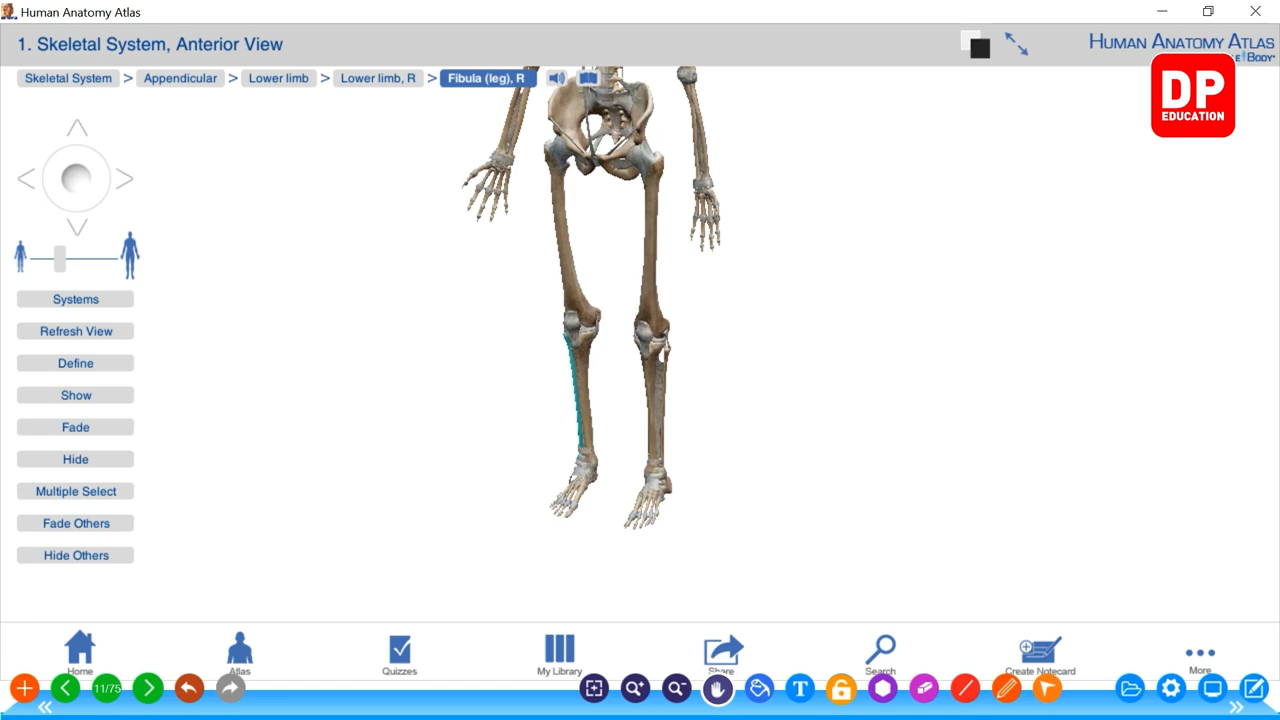 Human Anatomy Atlas
1. Skeletal System, Anterior View
HUMAN ANATOMY ATLAS
Body
DP
EDUCATION
Skeletal System > Appendicular > Lower limb > Lower limb, R > Fibula (leg), R
Systems
Refresh View
Define
Show
Fade
Hide
Multiple Select
Fade Others
Hide Others
Home
Atlas
Quizzes
My Library
Share
Search
Create Notecard
More
11/75
T